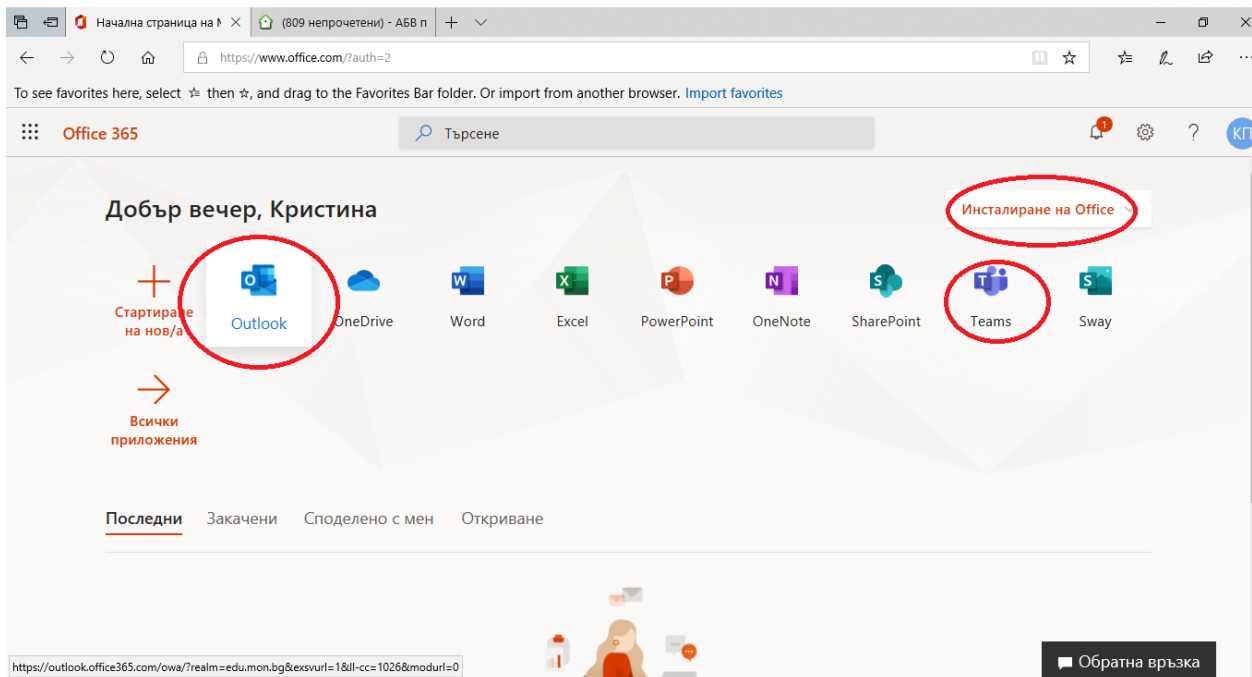 Начална страница на М
(809 непрочетени) - АБВ п
https://www.office.com/?auth=2
To see favorites here, select then, and drag to the Favorites Bar folder. Or import from another browser. Import favorites
Office 365
Търсене
1
?
КП
Добър вечер, Кристина
Инсталиране на Office
Стартиране
на нов/а
Outlook
OneDrive
Word
Excel
PowerPoint
OneNote
SharePoint
Teams
Sway
Всички
приложения
Последни
Закачени
Споделено с мен
Откриване
https://outlook.office365.com/owa/?realm=edu.mon.bg&exsvurl=1&ll-cc=1026&modurl=0
Обратна връзка